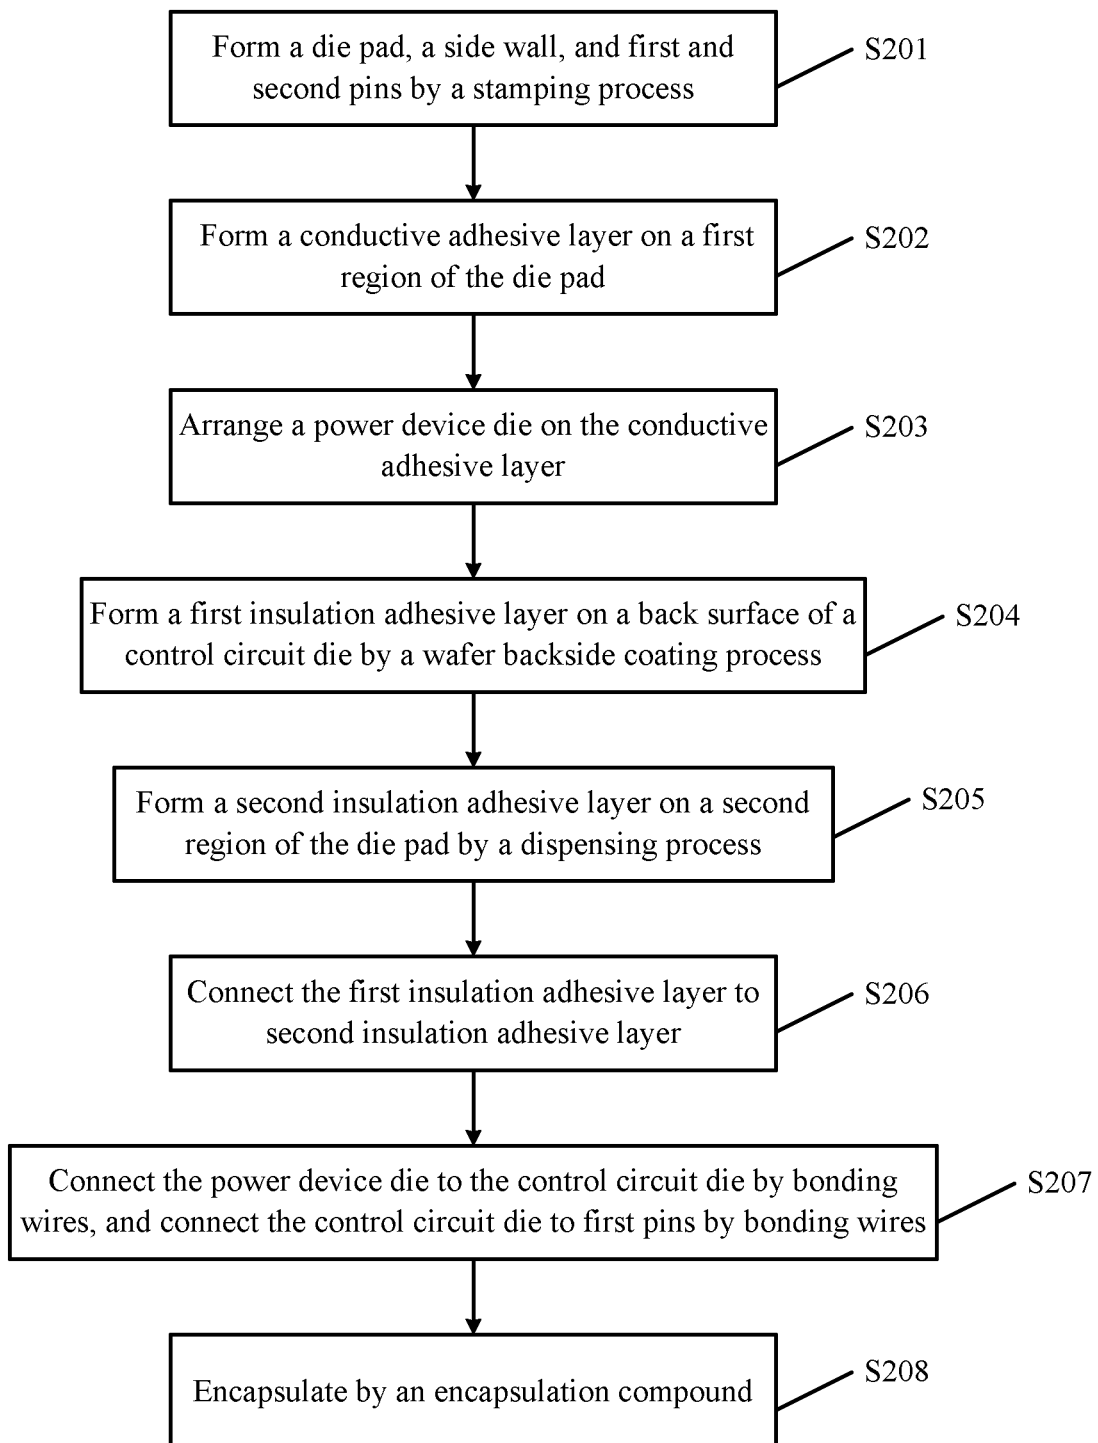 Form a die pad, a side wall, and first and
second pins by a stamping process
S201
Form a conductive adhesive layer on a first
region of the die pad
S202
Arrange a power device die on the conductive
adhesive layer
S203
Form a first insulation adhesive layer on a back surface of a
control circuit die by a wafer backside coating process
S204
Form a second insulation adhesive layer on a second
region of the die pad by a dispensing process
S205
Connect the first insulation adhesive layer to
second insulation adhesive layer
S206
Connect the power device die to the control circuit die by bonding
wires, and connect the control circuit die to first pins by bonding wires
S207
Encapsulate by an encapsulation compound
S208